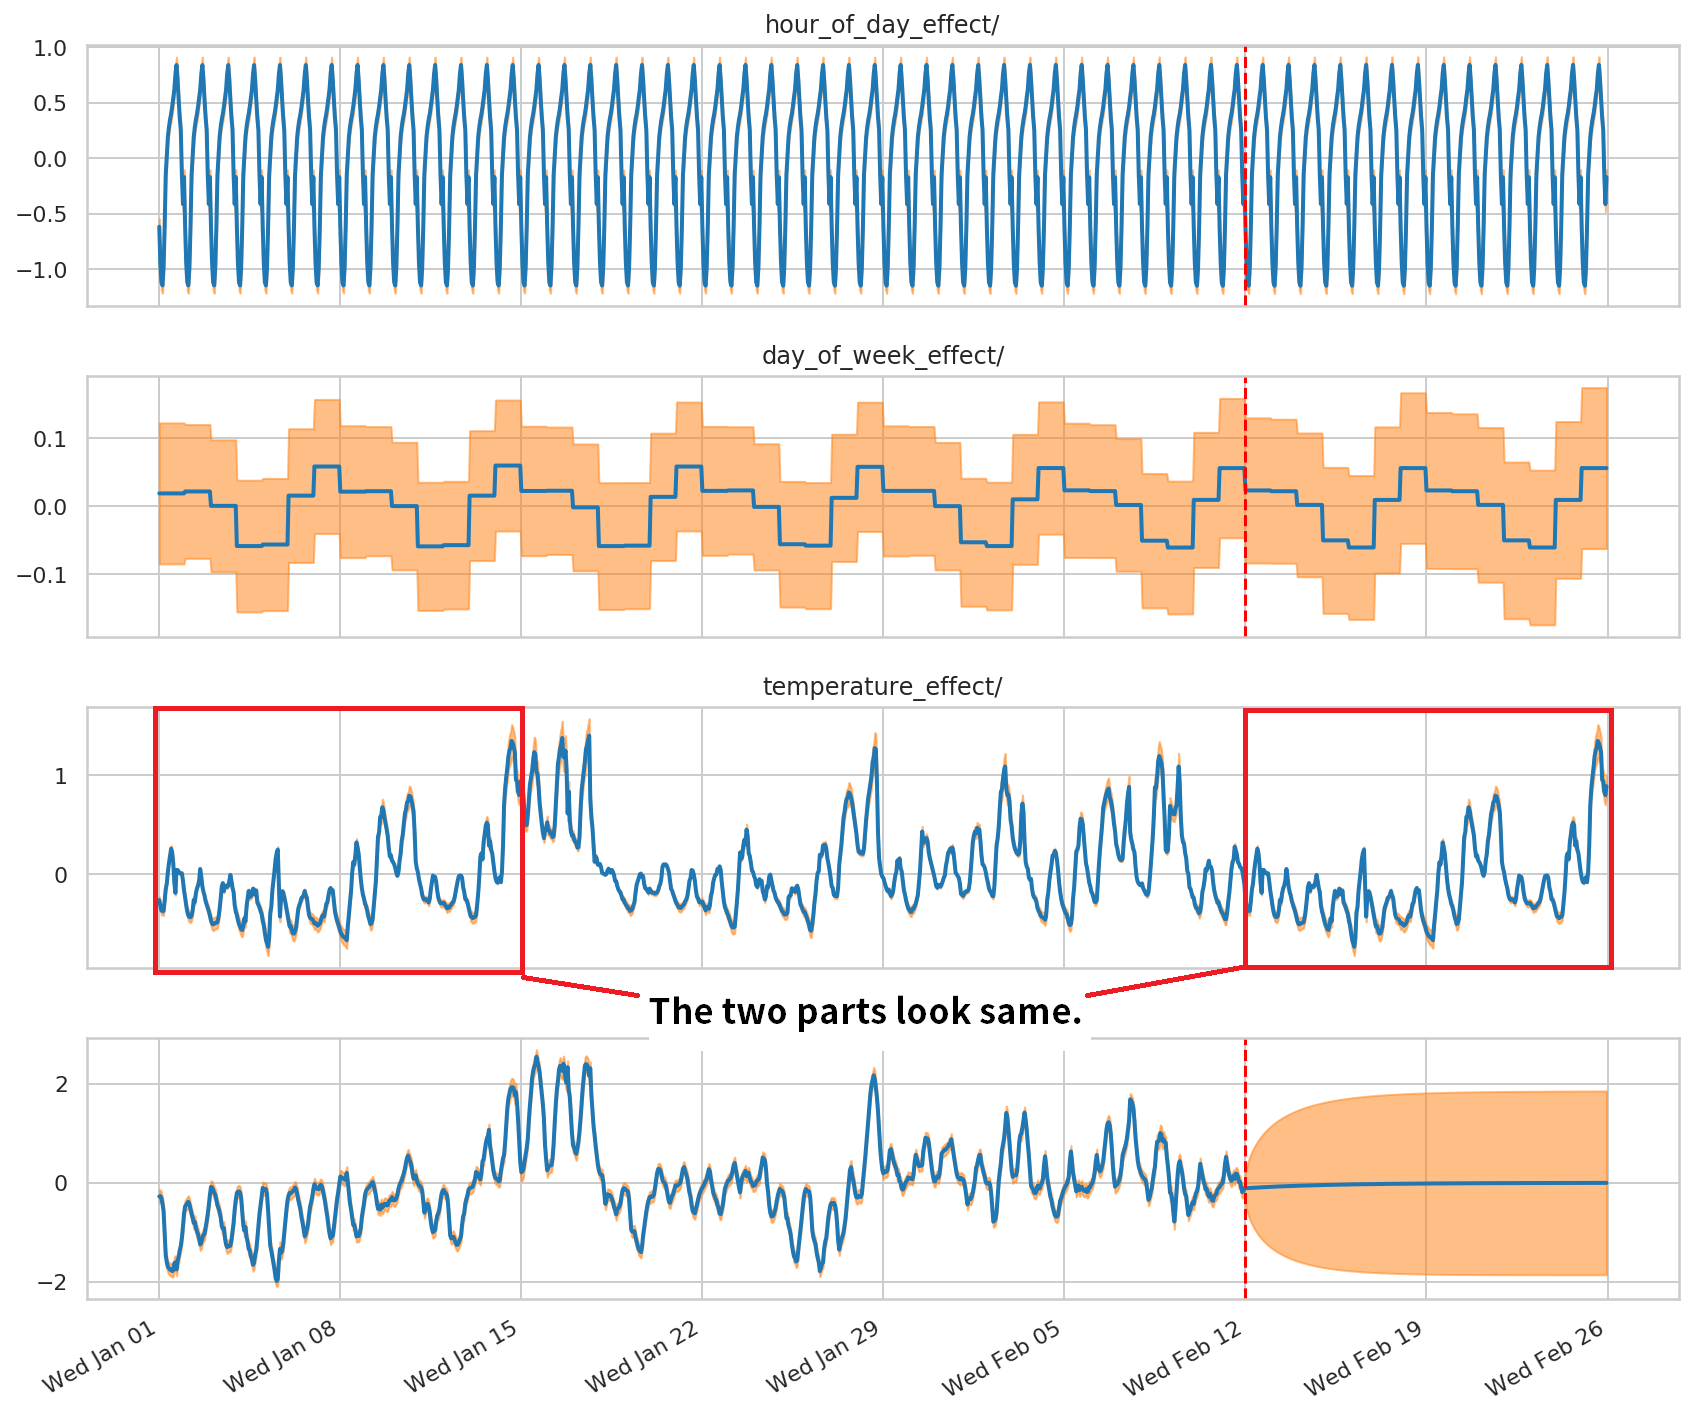 hour_of_day_effect/
1.0
0.5
0.0
−0.5
−1.0
day_of_week_effect/
0.1
0.0
−0.1
temperature_effect/
1
0
The two parts look same.
2
0
−2
Wed Jan 01
Wed Jan 08
Wed Jan 15
Wed Jan 22
Wed Jan 29
Wed Feb 05
Wed Feb 12
Wed Feb 19
Wed Feb 26